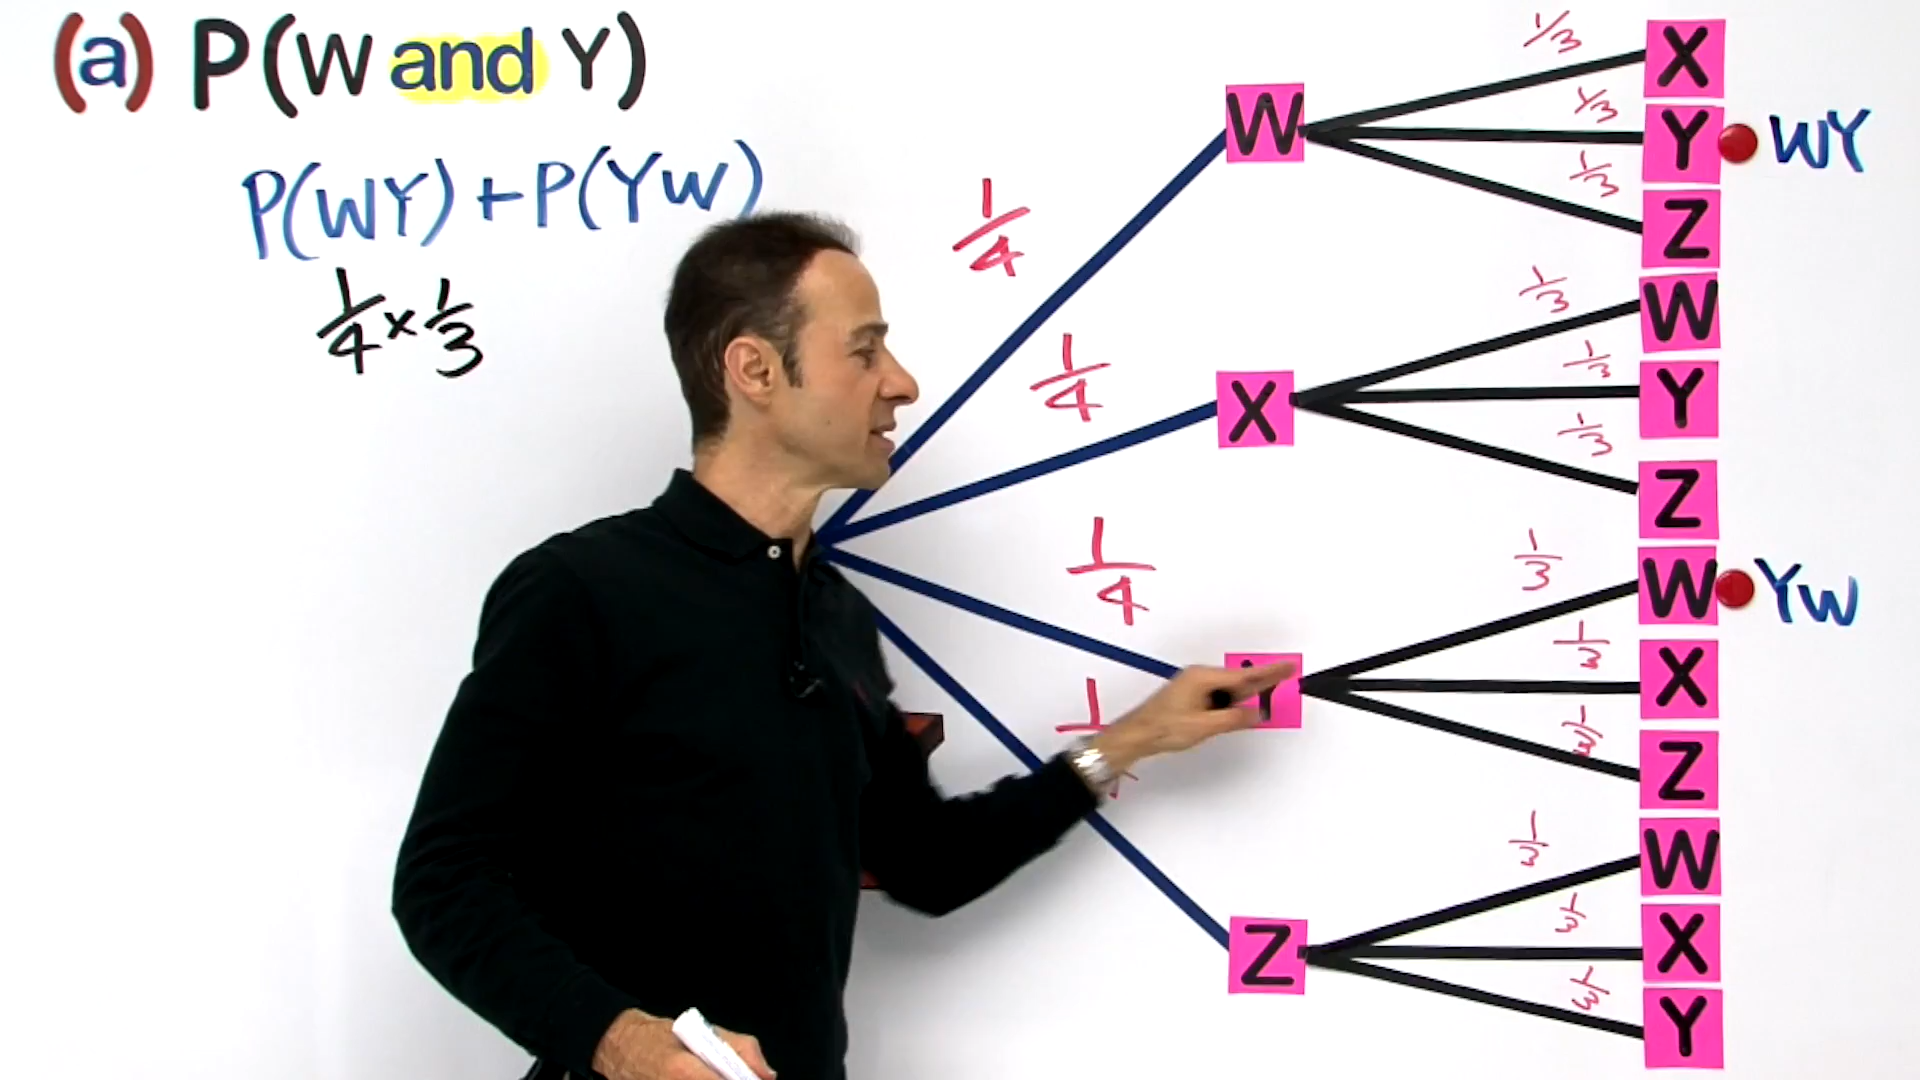 (a) P(W and Y)
P(WY)+P(YW)
1/4 x 1/3
1/4
1/4
1/4
1
W
X
Y
Z
1/3
1/3
1/3
1/3
1/3
1/3
1/3
1/3
1/3
1/3
1/3
1/3
X
Y WY
Z
W
Y
Z
W YW
X
Z
W
X
Y